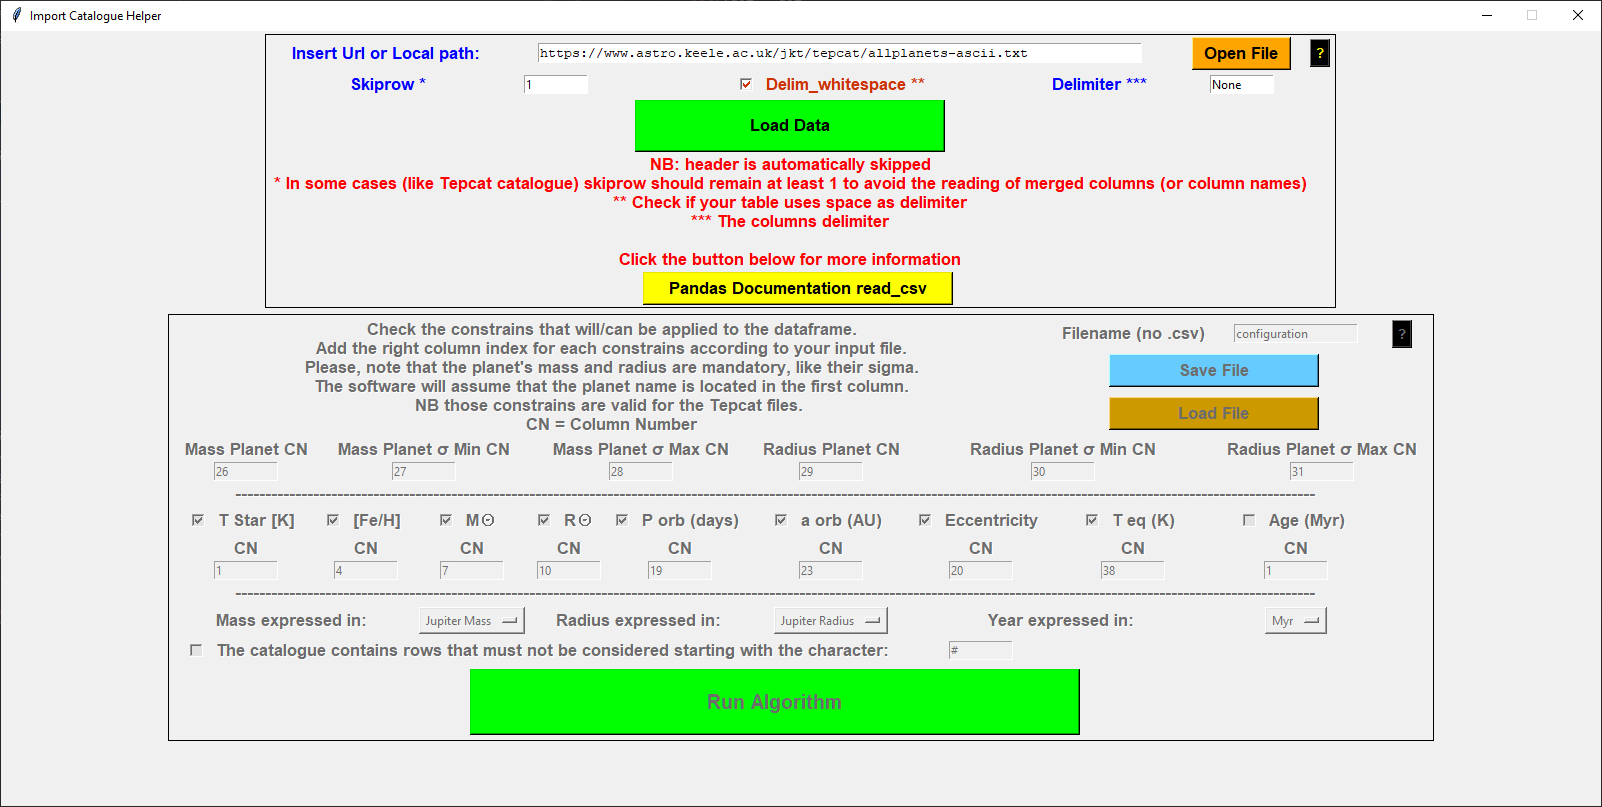 Import Catalogue Helper
Insert Url or Local path: https://www.astro.keele.ac.uk/jkt/tepcat/allplanets-ascii.txt Open File ?
Skiprow * 1 Delim_whitespace ** Delimiter *** None
Load Data
NB: header is automatically skipped
* In some cases (like Tepcat catalogue) skiprow should remain at least 1 to avoid the reading of merged columns (or column names)
** Check if your table uses space as delimiter
*** The columns delimiter
Click the button below for more information
Pandas Documentation read_csv
Check the constrains that will/can be applied to the dataframe.
Add the right column index for each constrains according to your input file.
Please, note that the planet's mass and radius are mandatory, like their sigma.
The software will assume that the planet name is located in the first column.
NB those constrains are valid for the Tepcat files.
CN = Column Number
Filename (no .csv) configuration ?
Save File
Load File
Mass Planet CN Mass Planet σ Min CN Mass Planet σ Max CN Radius Planet CN Radius Planet σ Min CN Radius Planet σ Max CN
26 27 28 29 30 31
T Star [K] [Fe/H] M☉ R☉ P orb (days) a orb (AU) Eccentricity T eq (K) Age (Myr)
CN CN CN CN CN CN CN CN CN
1 4 7 10 19 23 20 38 1
Mass expressed in: Jupiter Mass Radius expressed in: Jupiter Radius Year expressed in: Myr
The catalogue contains rows that must not be considered starting with the character: #
Run Algorithm